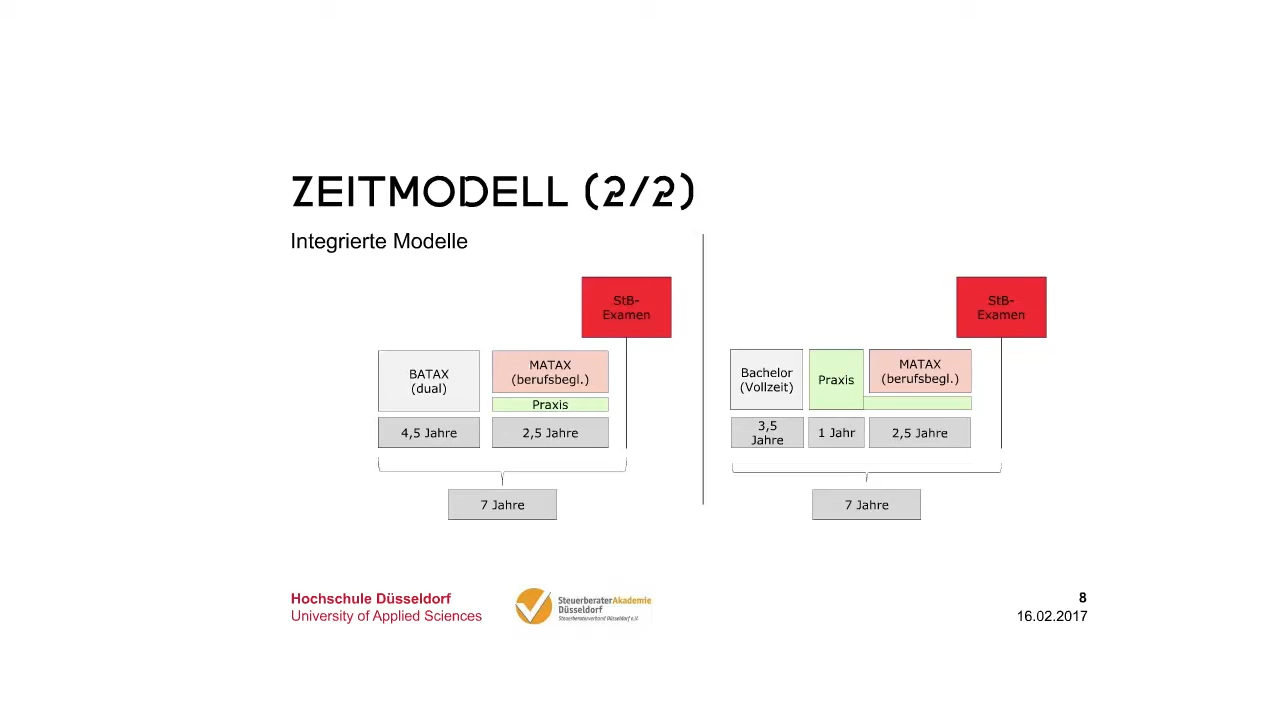 ZEITMODELL (2/2)
Integrierte Modelle
StB-
Examen
BATAX
(dual)
MATAX
(berufsbegl.)
Praxis
4,5 Jahre
2,5 Jahre
7 Jahre
StB-
Examen
Bachelor
(Vollzeit)
Praxis
MATAX
(berufsbegl.)
3,5
Jahre
1 Jahr
2,5 Jahre
7 Jahre
Hochschule Düsseldorf
University of Applied Sciences
SteuerberaterAkademie
Düsseldorf
Steuerberaterverband Düsseldorf e.V.
8
16.02.2017